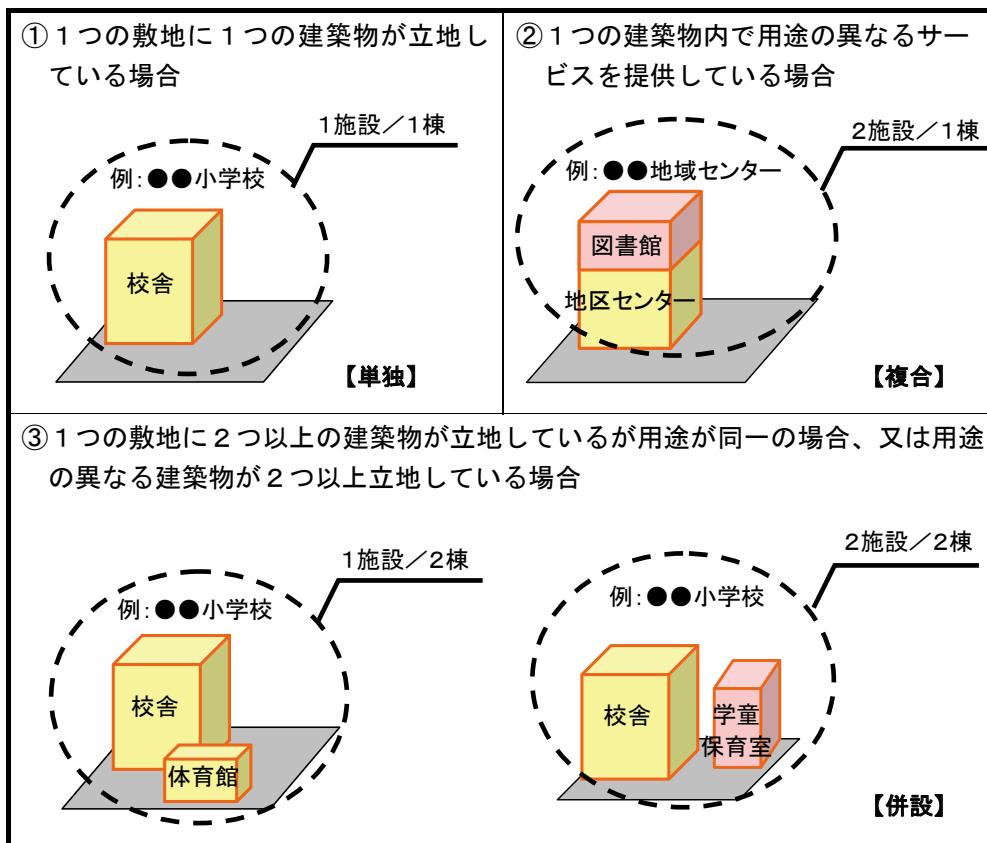 ①１つの敷地に１つの建築物が立地し
ている場合
1施設／1棟
例：●●小学校
校舎
【単独】
②１つの建築物内で用途の異なるサー
ビスを提供している場合
2施設／1棟
例：●●地域センター
図書館
地区センター
【複合】
③１つの敷地に２つ以上の建築物が立地しているが用途が同一の場合、又は用途
の異なる建築物が２つ以上立地している場合
1施設／2棟
例：●●小学校
校舎
体育館
2施設／2棟
例：●●小学校
校舎
学童
保育室
【併設】